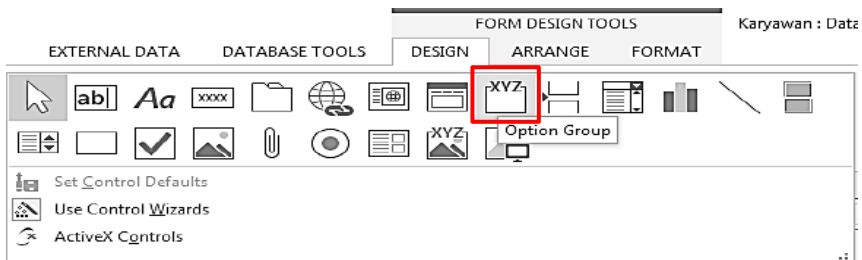 FORM DESIGN TOOLS Karyawan : Data
EXTERNAL DATA DATABASE TOOLS DESIGN ARRANGE FORMAT
ab Aa xxxx XYZ
XYZ Option Group
Set Control Defaults
Use Control Wizards
ActiveX Controls